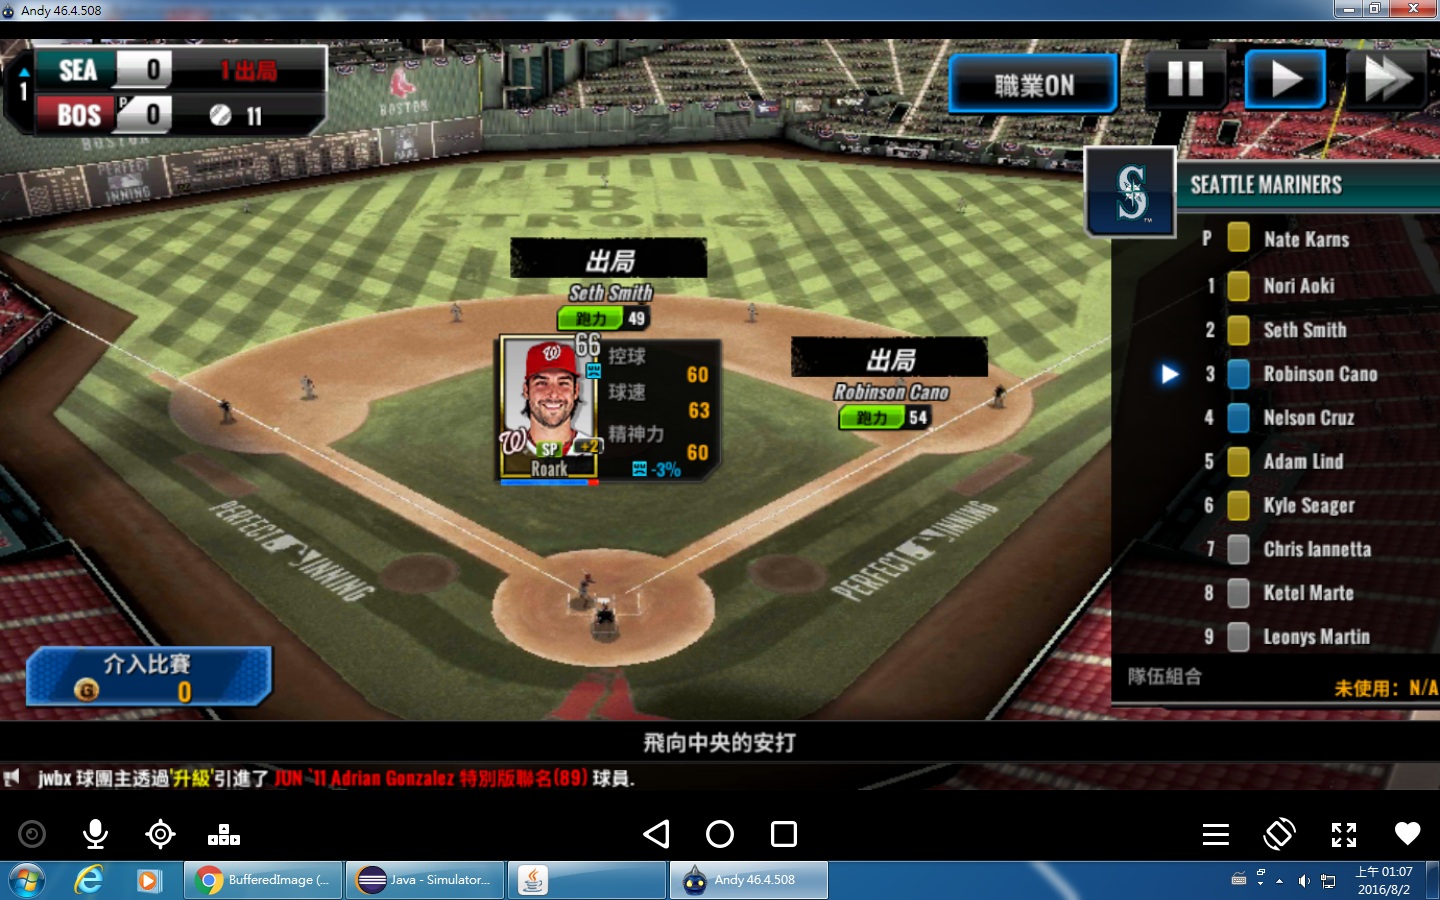 Andy 46.4.508
SEA 0 1出局
1
BOS P 0 11
職業ON
BOSTON
BOSTON
PERFECT INNING
B
STRONG
SEATTLE MARINERS
P Nate Karns
1 Nori Aoki
2 Seth Smith
3 Robinson Cano
4 Nelson Cruz
5 Adam Lind
6 Kyle Seager
7 Chris Iannetta
8 Ketel Marte
9 Leonys Martin
隊伍組合
未使用: N/A
出局
Seth Smith
跑力 49
66
控球 60
球速 63
精神力 60
-3%
W
SP +2
Roark
出局
Robinson Cano
跑力 54
PERFECT INNING
PERFECT INNING
介入比賽
G 0
飛向中央的安打
jwbx 球團主透過'升級'引進了 JUN `11 Adrian Gonzalez 特別版聯名(89) 球員.
BufferedImage (...
Java - Simulator...
Andy 46.4.508
上午 01:07
2016/8/2